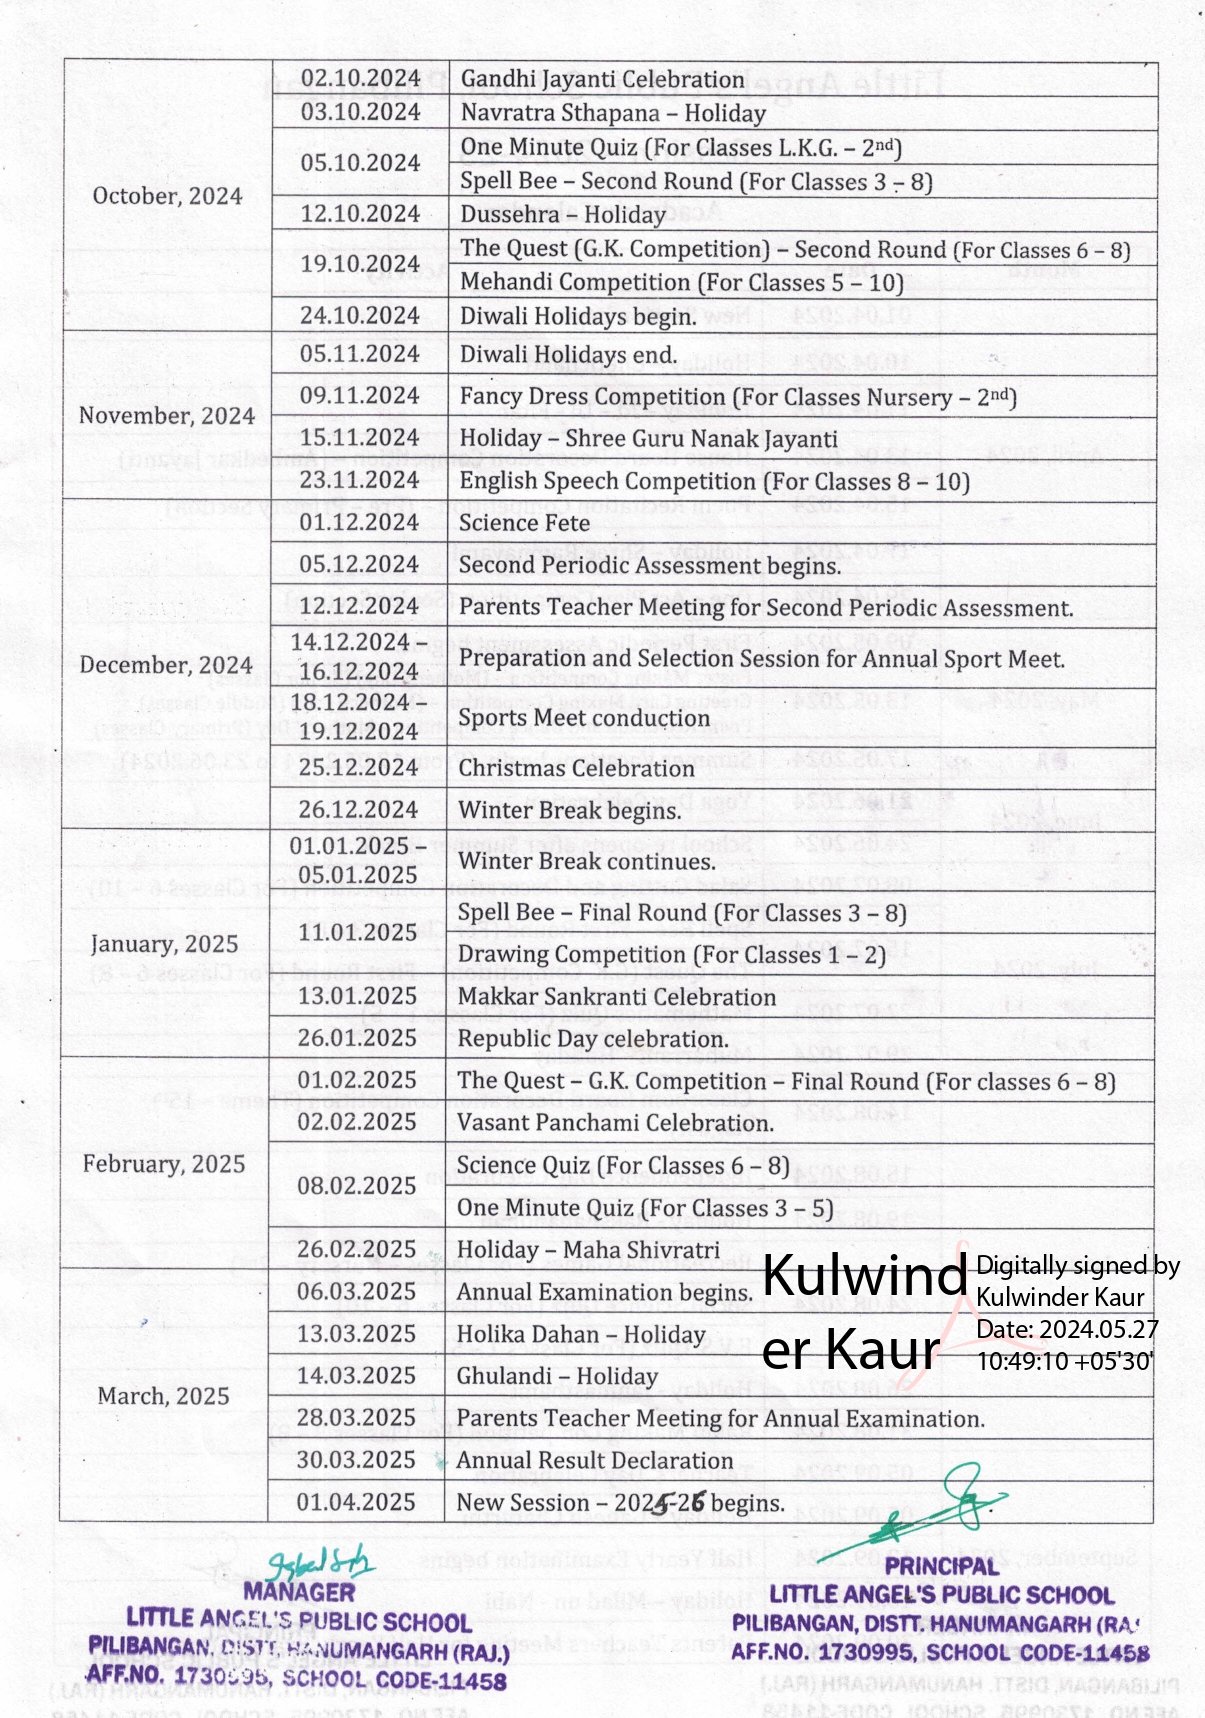 October, 2024
02.10.2024 Gandhi Jayanti Celebration
03.10.2024 Navratra Sthapana – Holiday
05.10.2024 One Minute Quiz (For Classes L.K.G. – 2nd)
Spell Bee – Second Round (For Classes 3 – 8)
12.10.2024 Dussehra – Holiday
19.10.2024 The Quest (G.K. Competition) – Second Round (For Classes 6 – 8)
Mehandi Competition (For Classes 5 – 10)
24.10.2024 Diwali Holidays begin.
November, 2024
05.11.2024 Diwali Holidays end.
09.11.2024 Fancy Dress Competition (For Classes Nursery – 2nd)
15.11.2024 Holiday – Shree Guru Nanak Jayanti
23.11.2024 English Speech Competition (For Classes 8 – 10)
December, 2024
01.12.2024 Science Fete
05.12.2024 Second Periodic Assessment begins.
12.12.2024 Parents Teacher Meeting for Second Periodic Assessment.
14.12.2024 –
16.12.2024 Preparation and Selection Session for Annual Sport Meet.
18.12.2024 –
19.12.2024 Sports Meet conduction
25.12.2024 Christmas Celebration
26.12.2024 Winter Break begins.
January, 2025
01.01.2025 –
05.01.2025 Winter Break continues.
11.01.2025 Spell Bee – Final Round (For Classes 3 – 8)
Drawing Competition (For Classes 1 – 2)
13.01.2025 Makkar Sankranti Celebration
26.01.2025 Republic Day celebration.
February, 2025
01.02.2025 The Quest – G.K. Competition – Final Round (For classes 6 – 8)
02.02.2025 Vasant Panchami Celebration.
08.02.2025 Science Quiz (For Classes 6 – 8)
One Minute Quiz (For Classes 3 – 5)
26.02.2025 Holiday – Maha Shivratri
March, 2025
06.03.2025 Annual Examination begins.
13.03.2025 Holika Dahan – Holiday
14.03.2025 Ghulandi – Holiday
28.03.2025 Parents Teacher Meeting for Annual Examination.
30.03.2025 Annual Result Declaration
01.04.2025 New Session – 2025-26 begins.
Kulwind
er Kaur
Digitally signed by
Kulwinder Kaur
Date: 2024.05.27
10:49:10 +05'30'
MANAGER
LITTLE ANGEL'S PUBLIC SCHOOL
PILIBANGAN, DISTT. HANUMANGARH (RAJ.)
AFF.NO. 1730995, SCHOOL CODE-11458
PRINCIPAL
LITTLE ANGEL'S PUBLIC SCHOOL
PILIBANGAN, DISTT. HANUMANGARH (RAJ
AFF.NO. 1730995, SCHOOL CODE-11458